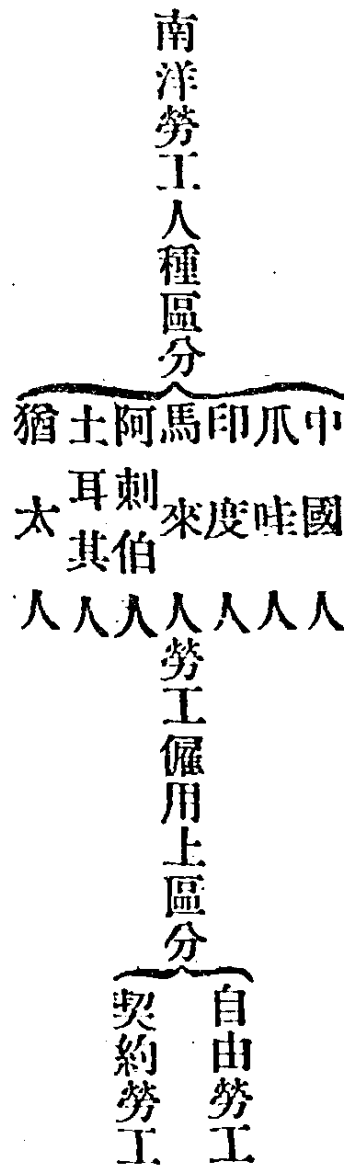 南洋勞工人種區分
中國人
爪哇人
印度人
馬來人
阿剌伯人
土耳其人
猶太人
勞工僱用上區分
自由勞工
契約勞工